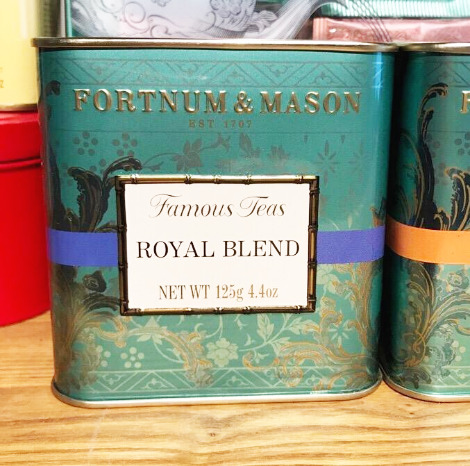 FORTNUM & MASON
EST 1707
Famous Teas
ROYAL BLEND
NET WT 125g 4.4oz